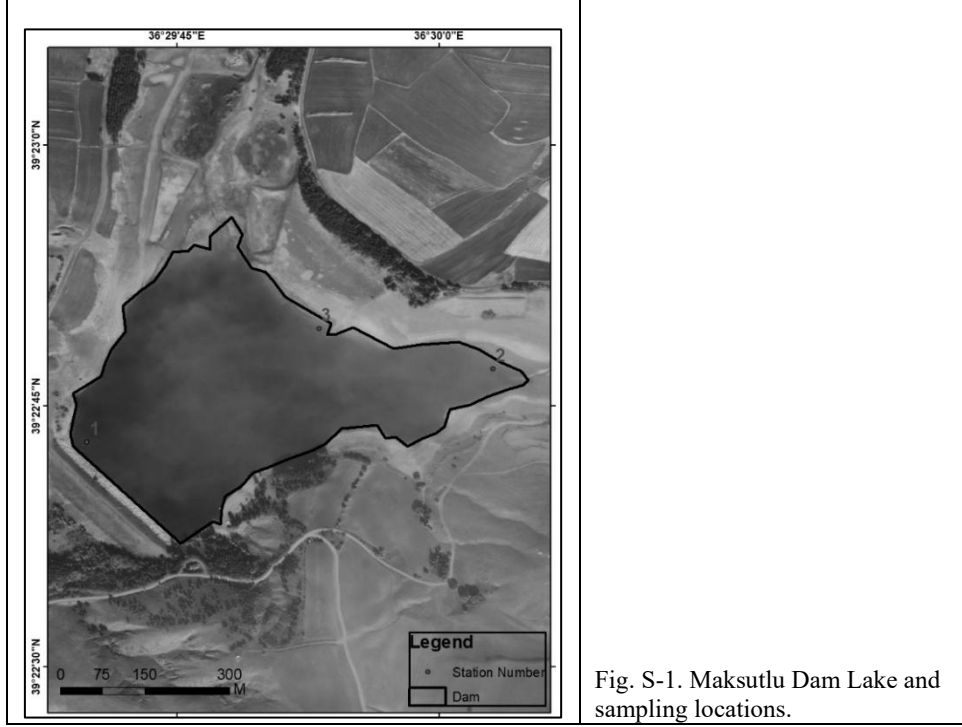 36°29'45"E
36°30'0"E
39°23'0"N
3
2
39°22'45"N
1
39°22'30"N
Legend
Station Number
Dam
0 75 150 300
M
Fig. S-1. Maksutlu Dam Lake and
sampling locations.